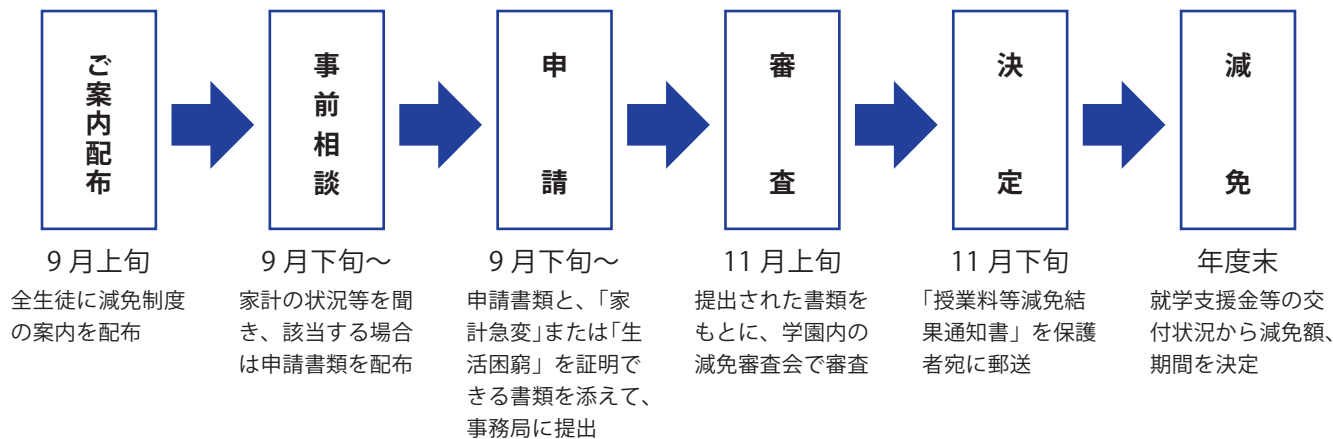 ご案内配布
9月上旬
全生徒に減免制度
の案内を配布
事前相談
9月下旬~
家計の状況等を聞
き、該当する場合
は申請書類を配布
申請
9月下旬~
申請書類と、「家
計急変」または「生
活困窮」を証明で
きる書類を添えて、
事務局に提出
審査
11月上旬
提出された書類を
もとに、学園内の
減免審査会で審査
決定
11月下旬
「授業料等減免結
果通知書」を保護
者宛に郵送
減免
年度末
就学支援金等の交
付状況から減免額、
期間を決定